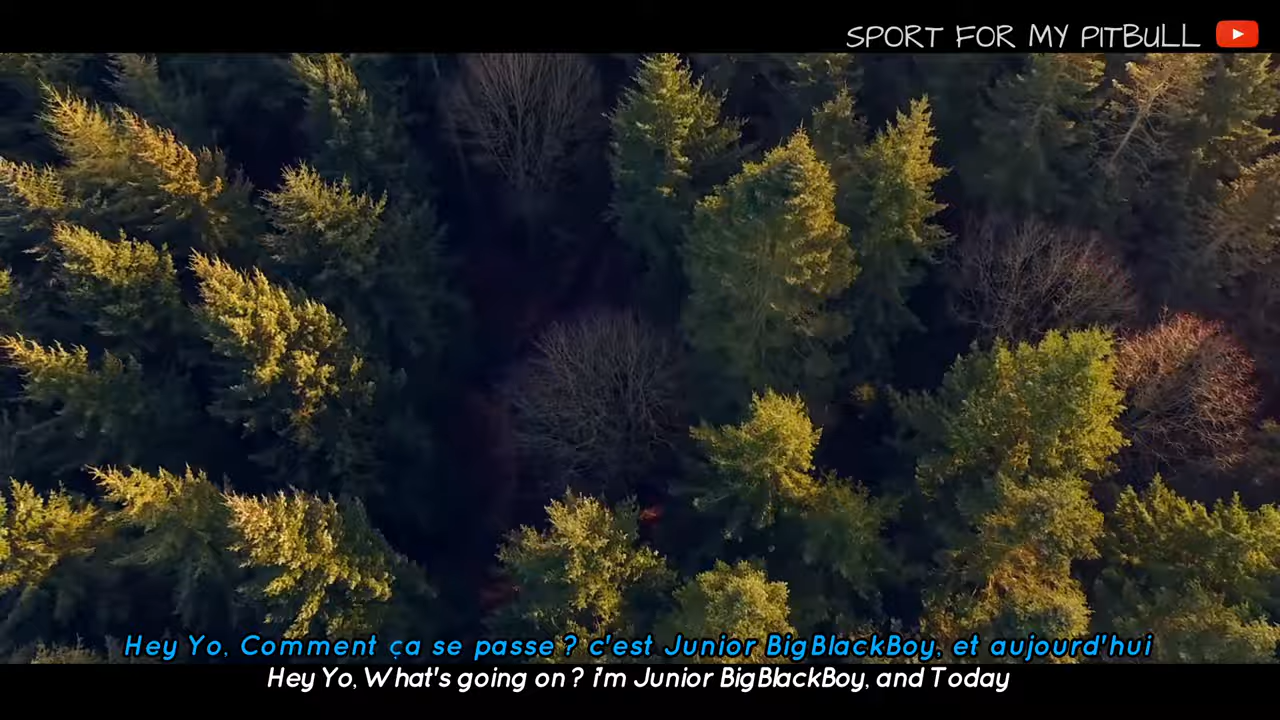 SPORT FOR MY PITBULL
Hey Yo, Comment ça se passe ? c'est Junior BigBlackBoy, et aujourd'hui
Hey Yo, What's going on ? i'm Junior BigBlackBoy, and Today